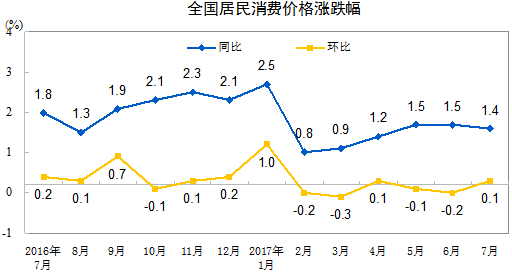 全国居民消费价格涨跌幅
(%)
同比 环比
4
3
2
1
0
-1
1.8 1.3 1.9 2.1 2.3 2.1 2.5 0.8 0.9 1.2 1.5 1.5 1.4
0.2 0.1 0.7 -0.1 0.1 0.2 1.0 -0.2 -0.3 0.1 -0.1 -0.2 0.1
2016年 8月 9月 10月 11月 12月 2017年 2月 3月 4月 5月 6月 7月
7月 1月